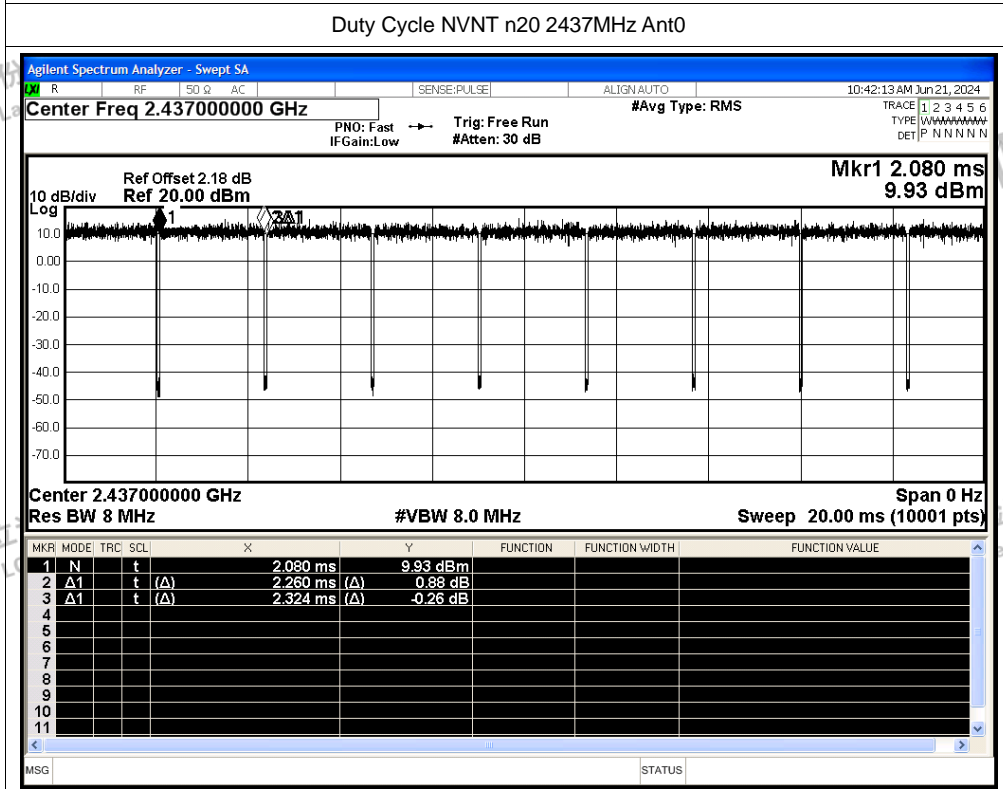 Duty Cycle NVNT n20 2437MHz Ant0
Agilent Spectrum Analyzer - Swept SA
LXI R RF 50 Ω AC SENSE:PULSE ALIGN AUTO 10:42:13 AM Jun 21, 2024
Center Freq 2.437000000 GHz #Avg Type: RMS TRACE 1 2 3 4 5 6
PNO: Fast Trig: Free Run TYPE
IFGain:Low #Atten: 30 dB DET P N N N N N
Mkr1 2.080 ms
Ref Offset 2.18 dB
10 dB/div Ref 20.00 dBm 9.93 dBm
Log
1 3Δ1
10.0
0.00
-10.0
-20.0
-30.0
-40.0
-50.0
-60.0
-70.0
Center 2.437000000 GHz Span 0 Hz
Res BW 8 MHz #VBW 8.0 MHz Sweep 20.00 ms (10001 pts)
MKR MODE TRC SCL X Y FUNCTION FUNCTION WIDTH FUNCTION VALUE
1 N t 2.080 ms 9.93 dBm
2 Δ1 t (Δ) 2.260 ms (Δ) 0.88 dB
3 Δ1 t (Δ) 2.324 ms (Δ) -0.26 dB
4
5
6
7
8
9
10
11
MSG STATUS